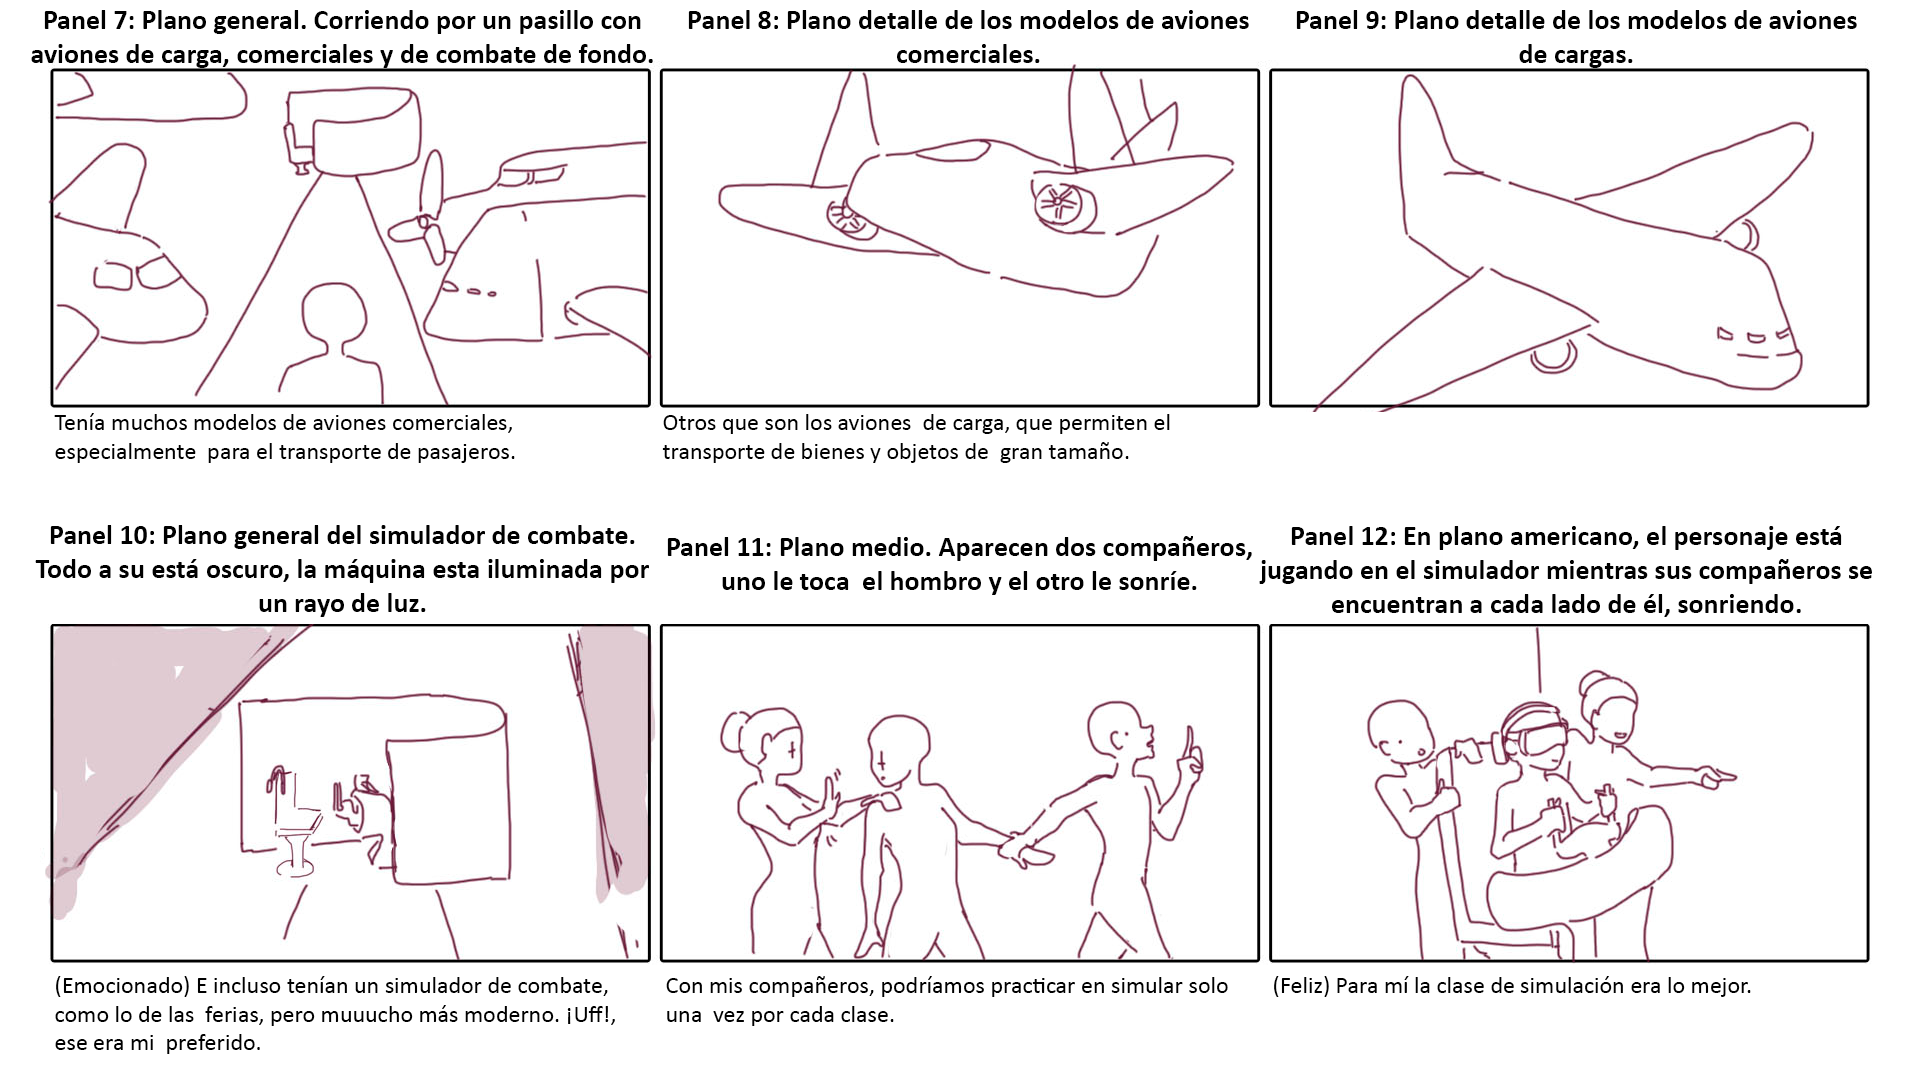 Panel 7: Plano general. Corriendo por un pasillo con
aviones de carga, comerciales y de combate de fondo.
Panel 8: Plano detalle de los modelos de aviones
comerciales.
Panel 9: Plano detalle de los modelos de aviones
de cargas.
Tenía muchos modelos de aviones comerciales,
especialmente para el transporte de pasajeros.
Otros que son los aviones de carga, que permiten el
transporte de bienes y objetos de gran tamaño.
Panel 10: Plano general del simulador de combate.
Todo a su está oscuro, la máquina esta iluminada por
un rayo de luz.
Panel 11: Plano medio. Aparecen dos compañeros,
uno le toca el hombro y el otro le sonríe.
Panel 12: En plano americano, el personaje está
jugando en el simulador mientras sus compañeros se
encuentran a cada lado de él, sonriendo.
(Emocionado) E incluso tenían un simulador de combate,
como lo de las ferias, pero muuucho más moderno. ¡Uff!,
ese era mi preferido.
Con mis compañeros, podríamos practicar en simular solo
una vez por cada clase.
(Feliz) Para mí la clase de simulación era lo mejor.